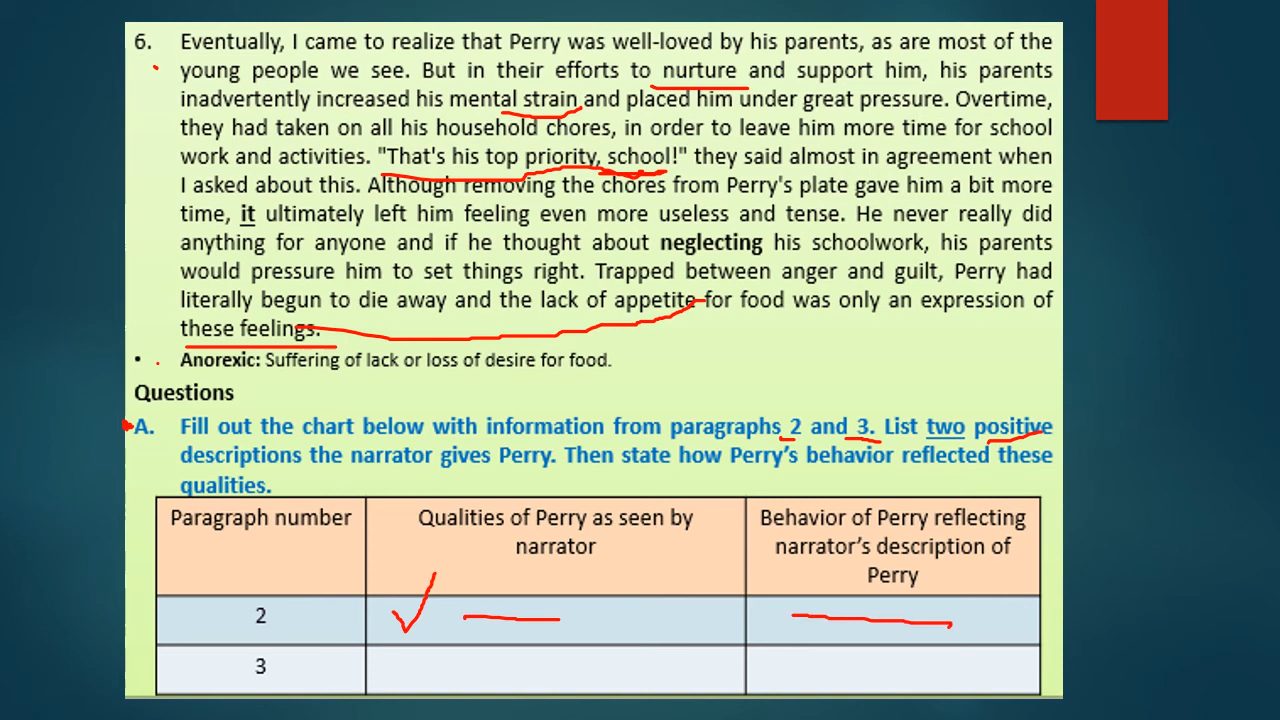 6. Eventually, I came to realize that Perry was well-loved by his parents, as are most of the
young people we see. But in their efforts to nurture and support him, his parents
inadvertently increased his mental strain and placed him under great pressure. Overtime,
they had taken on all his household chores, in order to leave him more time for school
work and activities. "That's his top priority, school!" they said almost in agreement when
I asked about this. Although removing the chores from Perry's plate gave him a bit more
time, it ultimately left him feeling even more useless and tense. He never really did
anything for anyone and if he thought about neglecting his schoolwork, his parents
would pressure him to set things right. Trapped between anger and guilt, Perry had
literally begun to die away and the lack of appetite for food was only an expression of
these feelings.
• Anorexic: Suffering of lack or loss of desire for food.
Questions
A. Fill out the chart below with information from paragraphs 2 and 3. List two positive
descriptions the narrator gives Perry. Then state how Perry’s behavior reflected these
qualities.
Paragraph number
Qualities of Perry as seen by
narrator
Behavior of Perry reflecting
narrator’s description of
Perry
2
3